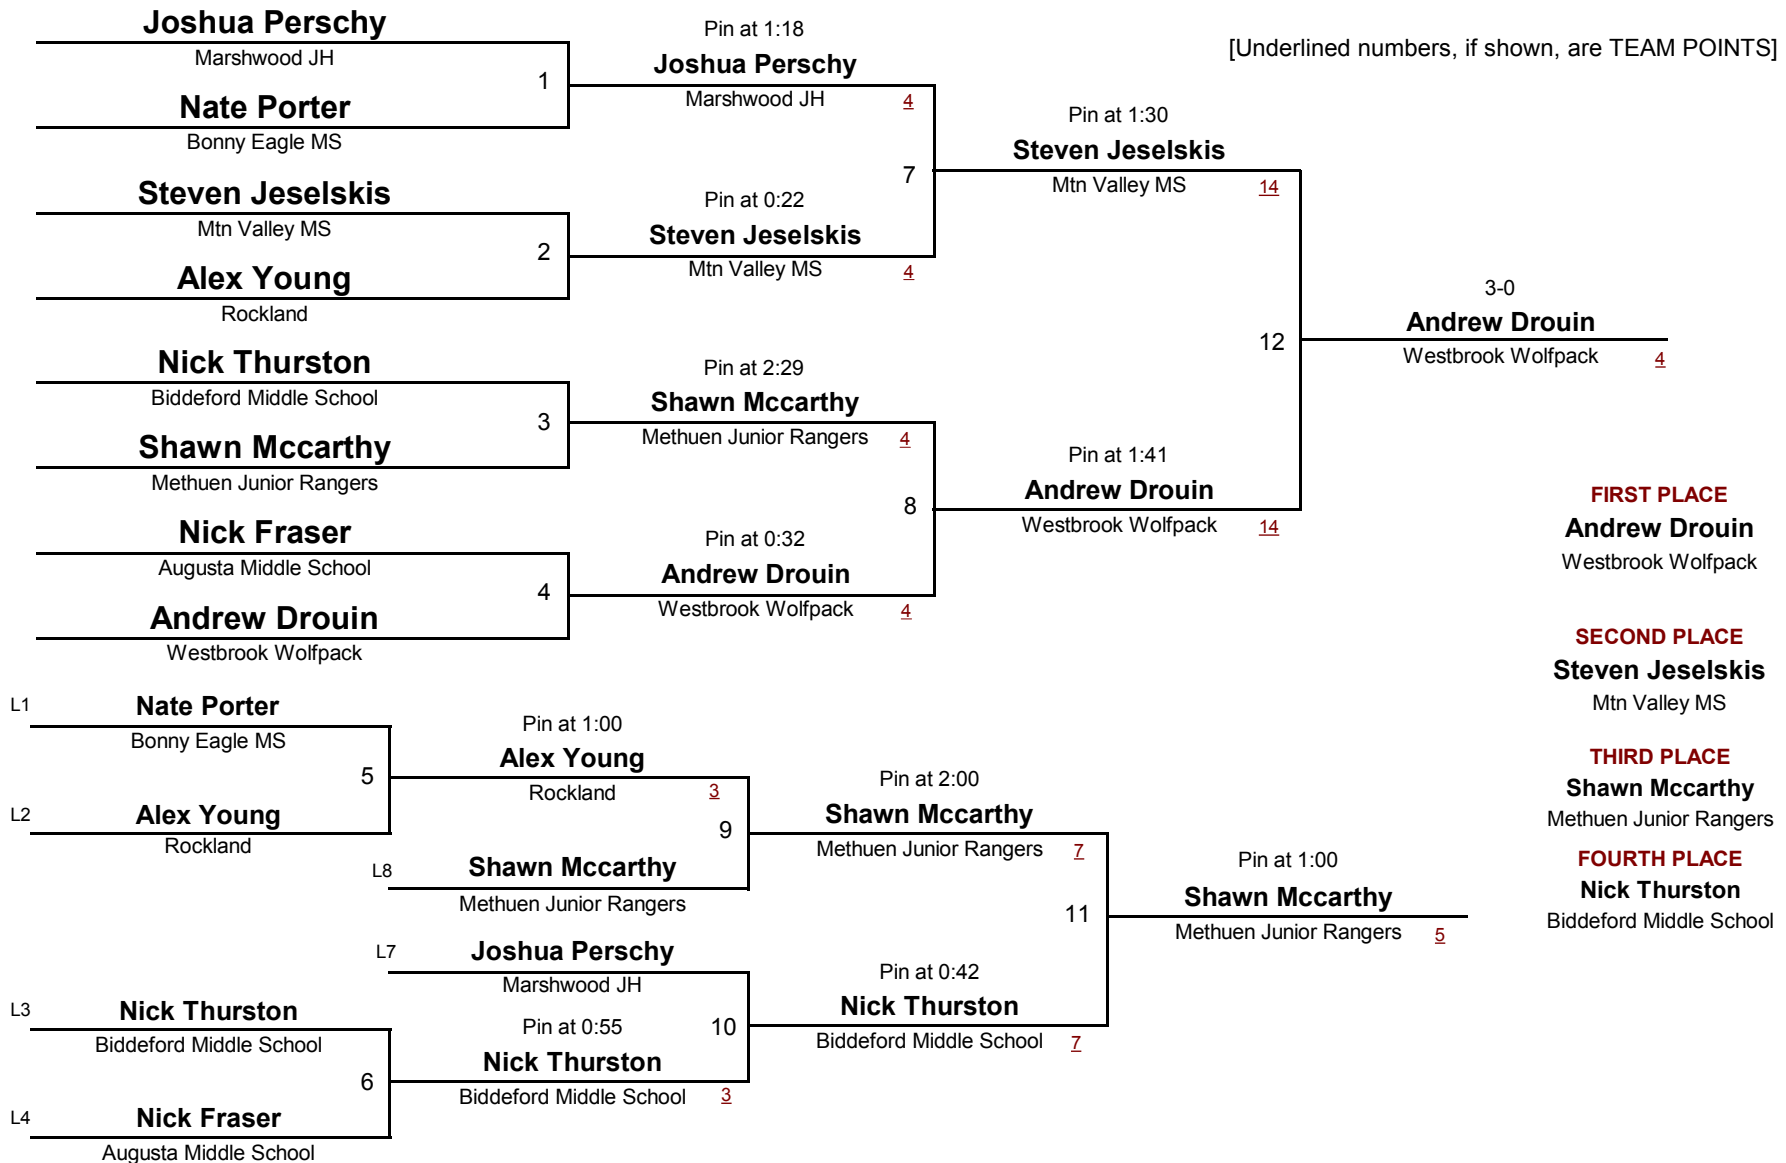 Joshua Perschy
Marshwood JH
1
Nate Porter
Bonny Eagle MS
Steven Jeselskis
Mtn Valley MS
2
Alex Young
Rockland
Nick Thurston
Biddeford Middle School
3
Shawn Mccarthy
Methuen Junior Rangers
Nick Fraser
Augusta Middle School
4
Andrew Drouin
Westbrook Wolfpack
Pin at 1:18
Joshua Perschy
Marshwood JH 4
7
Pin at 0:22
Steven Jeselskis
Mtn Valley MS 4
Pin at 2:29
Shawn Mccarthy
Methuen Junior Rangers 4
8
Pin at 0:32
Andrew Drouin
Westbrook Wolfpack 4
[Underlined numbers, if shown, are TEAM POINTS]
Pin at 1:30
Steven Jeselskis
Mtn Valley MS 14
12
Pin at 1:41
Andrew Drouin
Westbrook Wolfpack 14
3-0
Andrew Drouin
Westbrook Wolfpack 4
FIRST PLACE
Andrew Drouin
Westbrook Wolfpack
SECOND PLACE
Steven Jeselskis
Mtn Valley MS
THIRD PLACE
Shawn Mccarthy
Methuen Junior Rangers
FOURTH PLACE
Nick Thurston
Biddeford Middle School
L1 Nate Porter
Bonny Eagle MS
5
L2 Alex Young
Rockland
L3 Nick Thurston
Biddeford Middle School
6
L4 Nick Fraser
Augusta Middle School
Pin at 1:00
Alex Young
Rockland 3
9
L8 Shawn Mccarthy
Methuen Junior Rangers
L7 Joshua Perschy
Marshwood JH
10
Pin at 0:55
Nick Thurston
Biddeford Middle School 3
Pin at 2:00
Shawn Mccarthy
Methuen Junior Rangers 7
11
Pin at 0:42
Nick Thurston
Biddeford Middle School 7
Pin at 1:00
Shawn Mccarthy
Methuen Junior Rangers 5